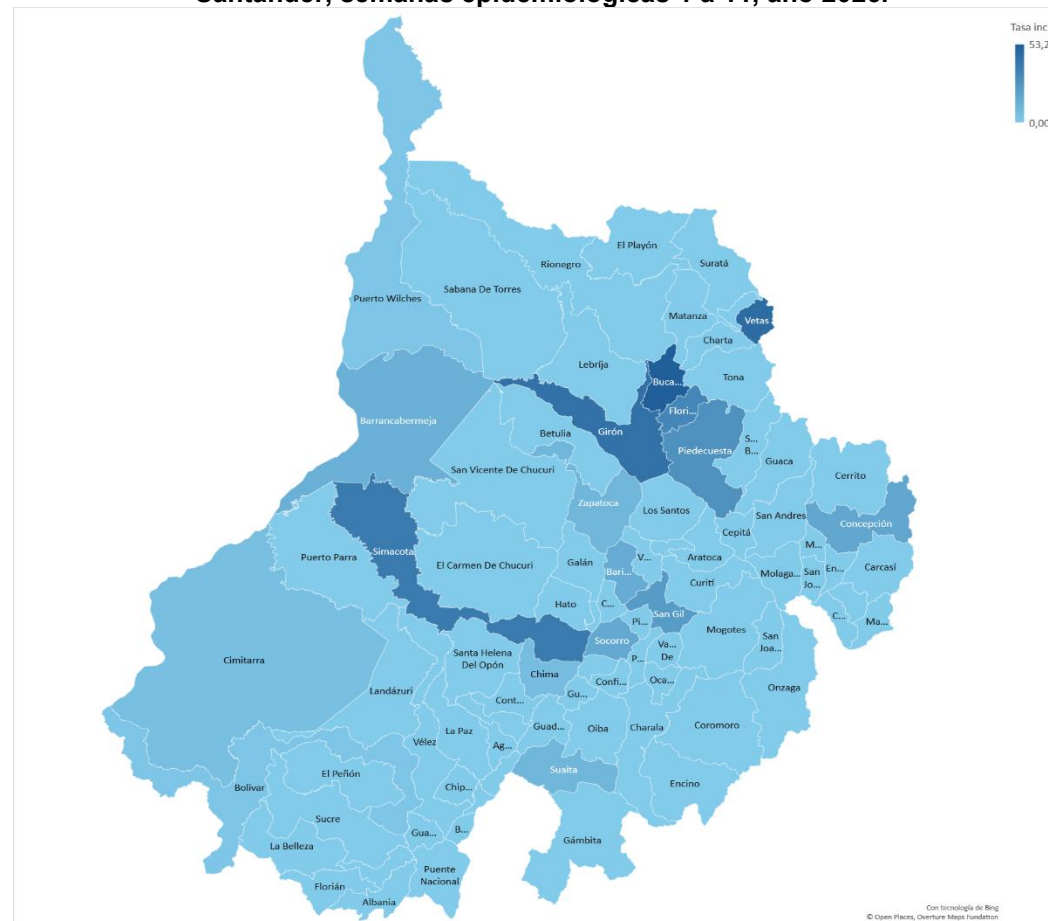 Santander, semanas epidemiológicas 1 a 11, año 2026.
Tasa inc
53,2
0,00
El Playón
Suratá
Rionegro
Sabana De Torres
Puerto Wilches
Matanza
Vetas
Charta
Lebríja
Tona
Buca...
Flori...
Barrancabermeja
Girón
Betulia
Piedecuesta
S...
B...
Guaca
San Vicente De Chucuri
Cerrito
Zapatoca
Los Santos
San Andres
Concepción
Cepitá
Simacota
M...
Puerto Parra
El Carmen De Chucuri
Galán
V...
Aratoca
Bari...
Molaga...
San
Jo...
En...
Carcasí
Curití
Hato
C...
San Gil
Pi...
C...
Ma...
Socorro
Mogotes
San
Joa...
Santa Helena
Del Opón
P...
Va...
De
Cimitarra
Chima
Confi...
Oca...
Landázuri
Cont...
Gu...
Onzaga
Guad...
Oiba
Charala
Coromoro
Vélez
La Paz
Ag...
Suaita
El Peñón
Chip...
Encino
Bolivar
Sucre
Gua...
B...
La Belleza
Gámbita
Puente
Nacional
Florián
Albania
Con tecnología de Bing
© Open Places, Overture Maps Foundation